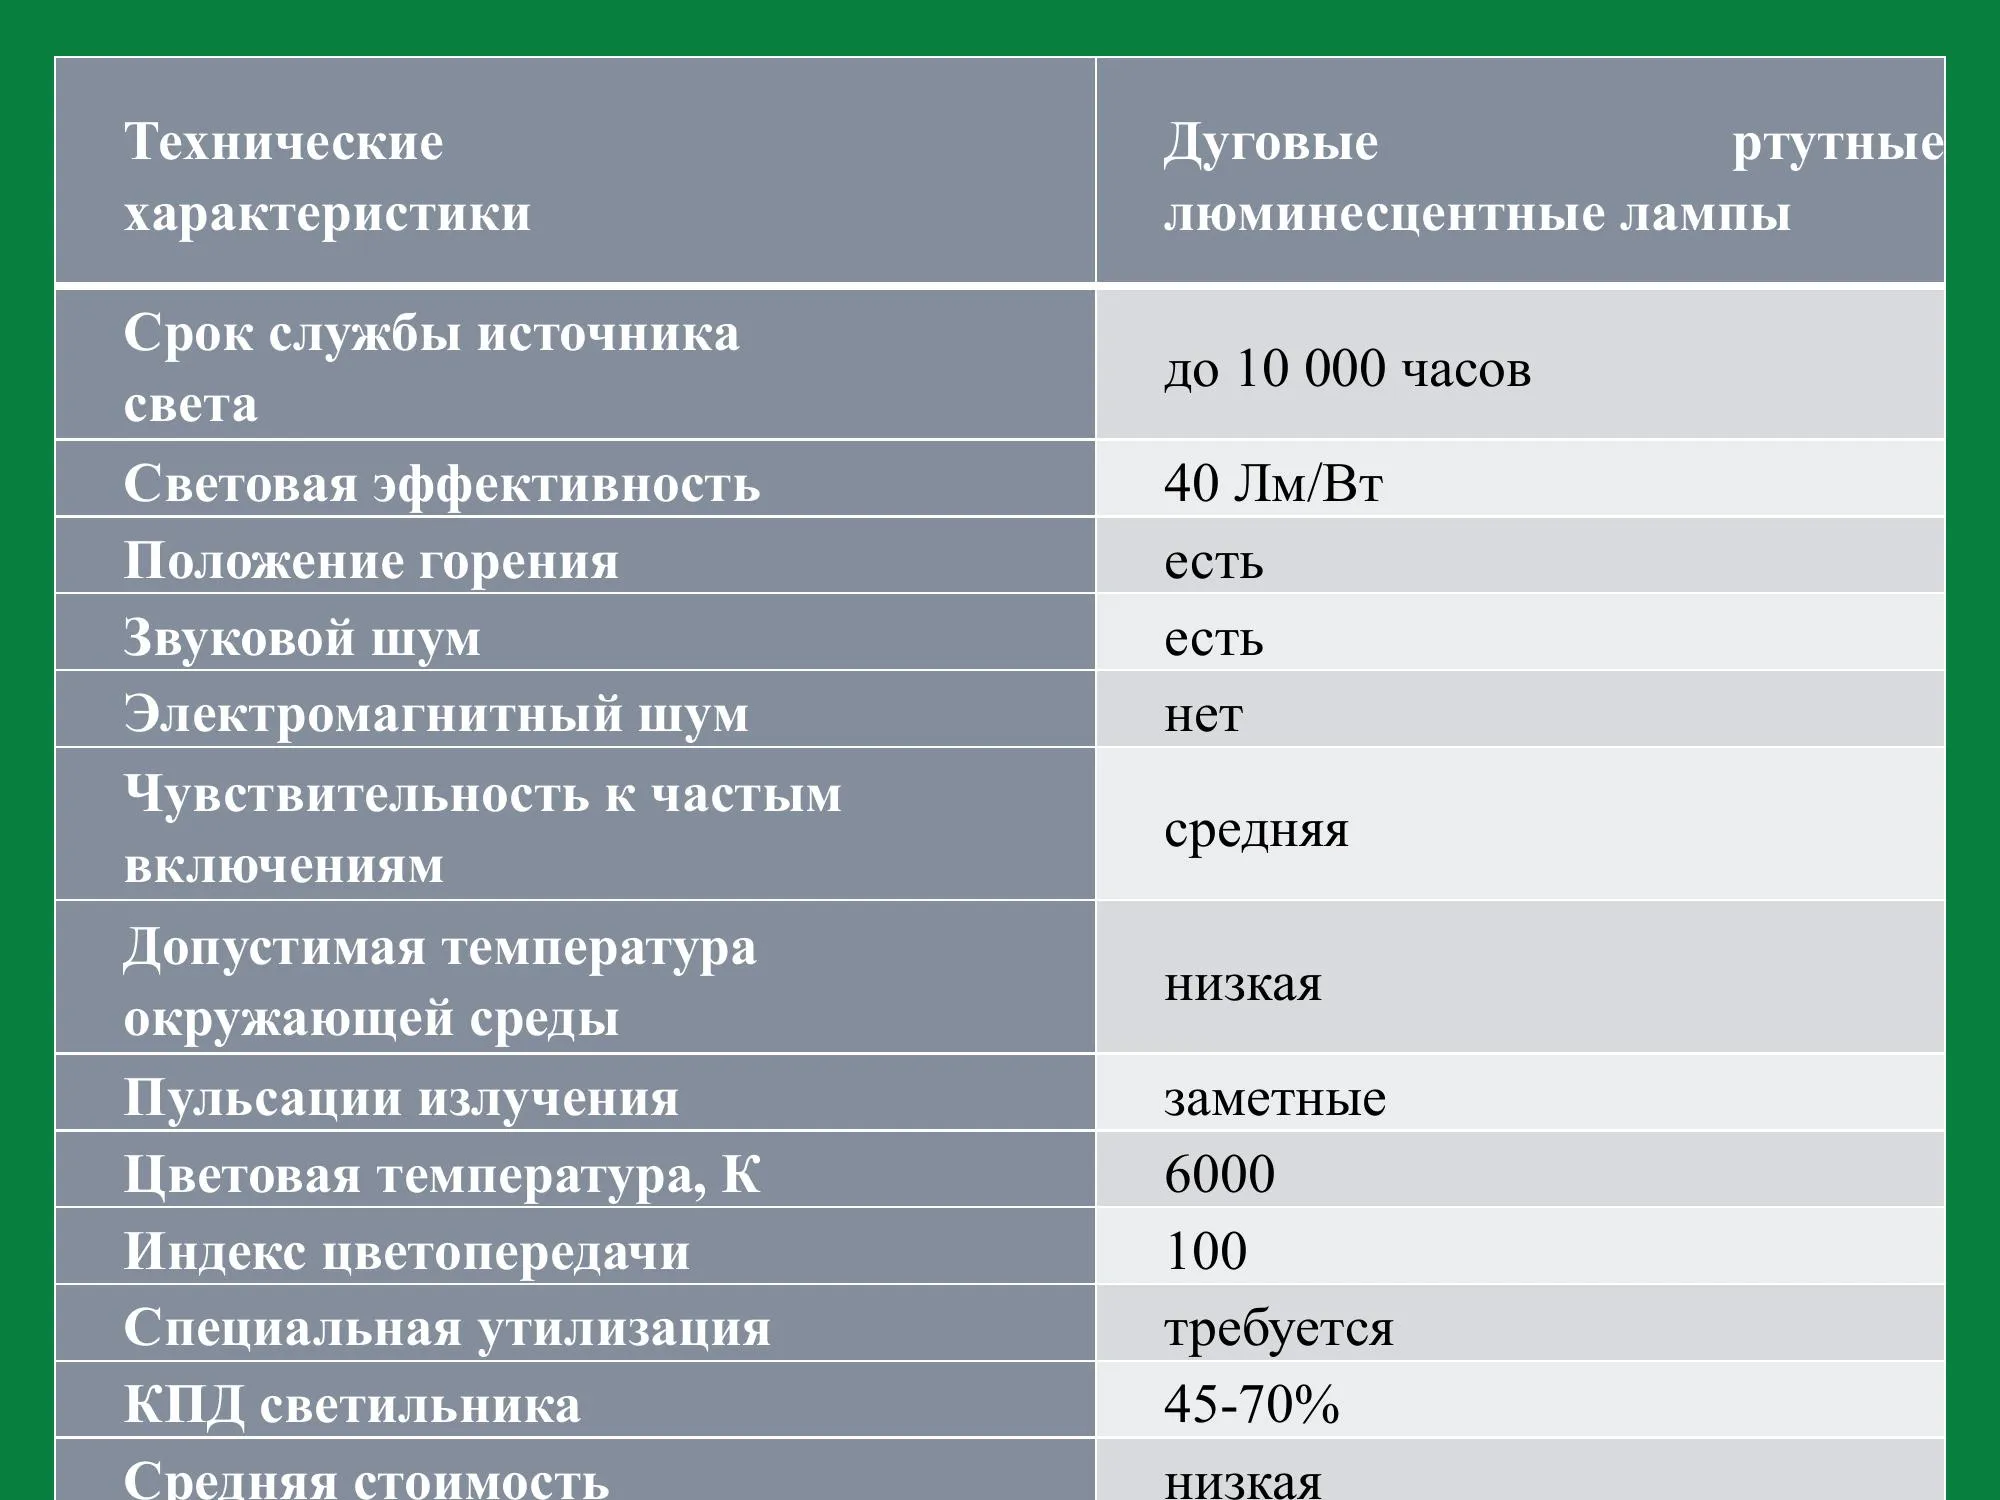 Технические
характеристики
Дуговые ртутные
люминесцентные лампы
Срок службы источника
света
до 10 000 часов
Световая эффективность
40 Лм/Вт
Положение горения
есть
Звуковой шум
есть
Электромагнитный шум
нет
Чувствительность к частым
включениям
средняя
Допустимая температура
окружающей среды
низкая
Пульсации излучения
заметные
Цветовая температура, К
6000
Индекс цветопередачи
100
Специальная утилизация
требуется
КПД светильника
45-70%
Средняя стоимость
низкая